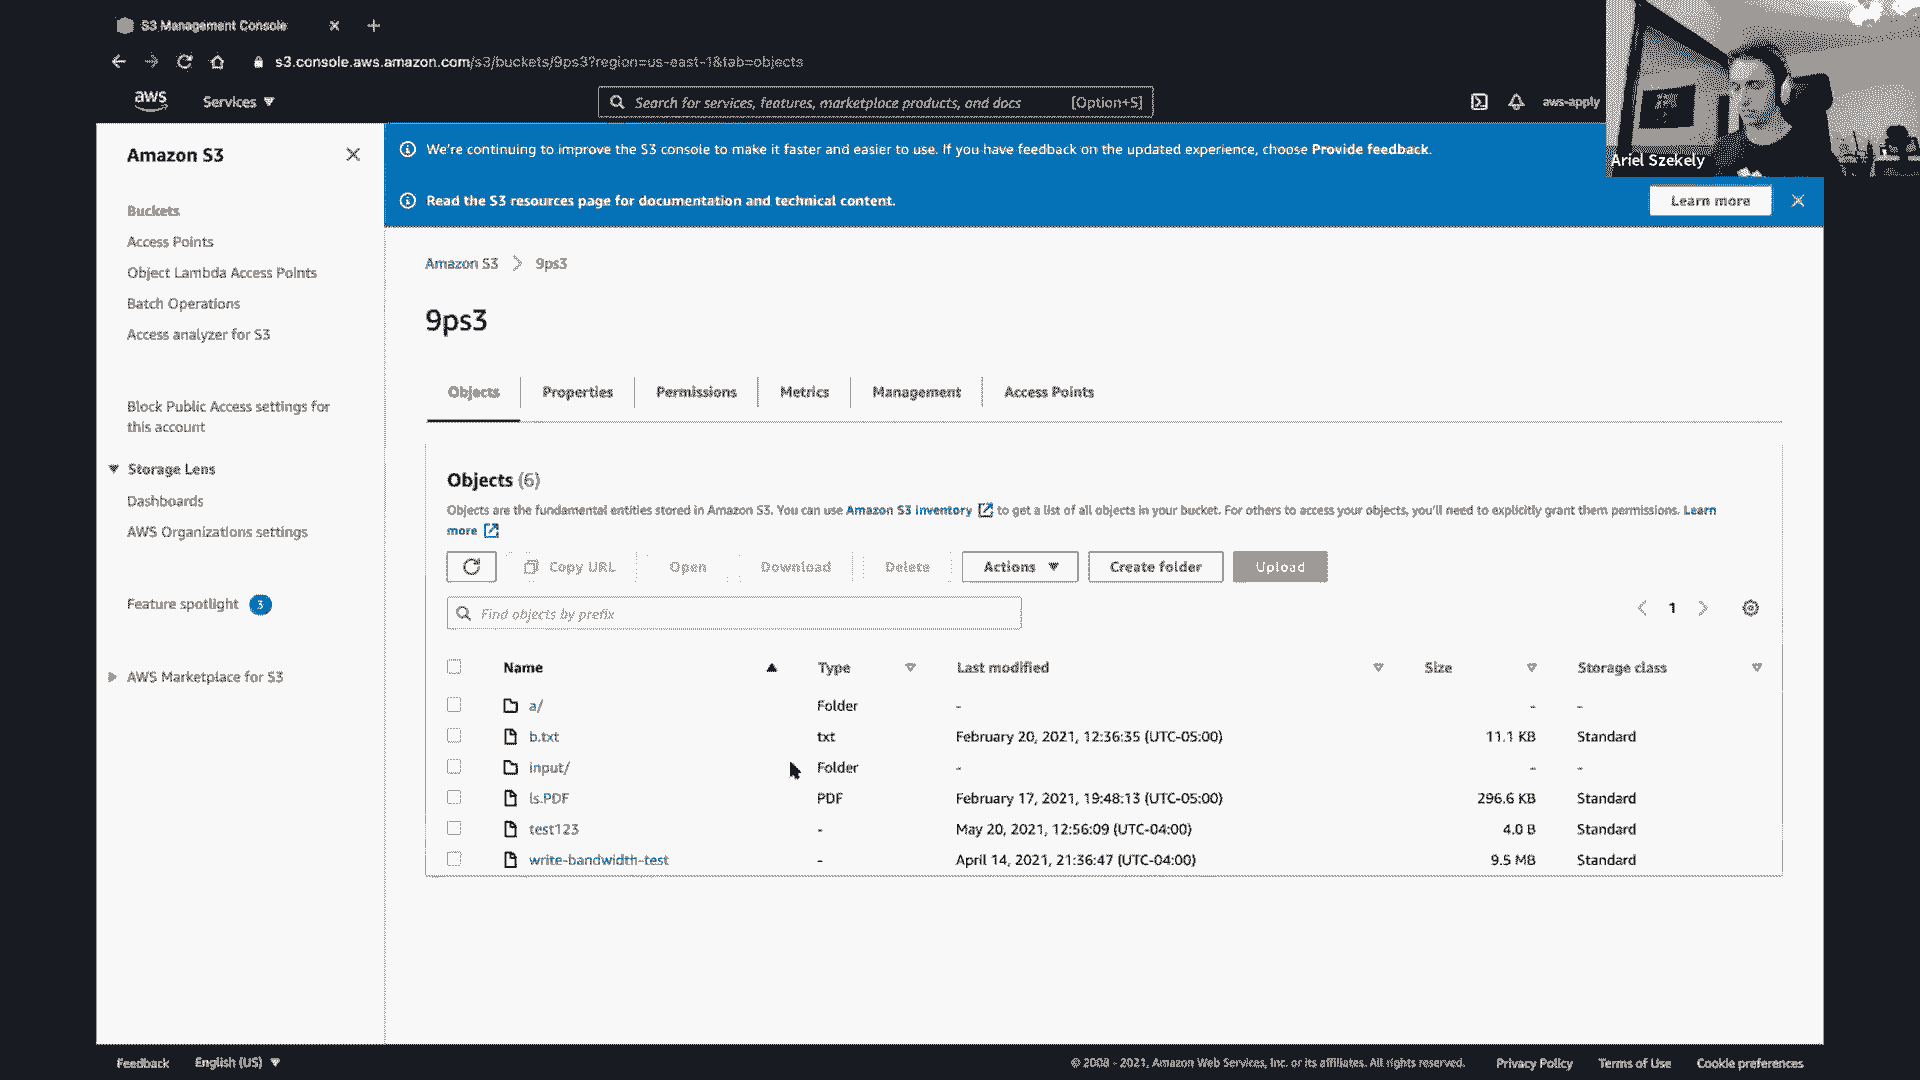 S3 Management Console
s3.console.aws.amazon.com/s3/buckets/9ps3?region=us-east-1&tab=objects
aws
Services
Search for services, features, marketplace products, and docs
[Option+S]
aws-apply
Ariel Szekely
Amazon S3
We're continuing to improve the S3 console to make it faster and easier to use. If you have feedback on the updated experience, choose Provide feedback.
Read the S3 resources page for documentation and technical content.
Learn more
Buckets
Access Points
Object Lambda Access Points
Batch Operations
Access analyzer for S3
Block Public Access settings for
this account
Storage Lens
Dashboards
AWS Organizations settings
Feature spotlight 3
AWS Marketplace for S3
Amazon S3 9ps3
9ps3
Objects Properties Permissions Metrics Management Access Points
Objects (6)
Objects are the fundamental entities stored in Amazon S3. You can use Amazon S3 inventory to get a list of all objects in your bucket. For others to access your objects, you'll need to explicitly grant them permissions. Learn
more
Copy URL Open Download Delete Actions Create folder Upload
Find objects by prefix
1
Name Type Last modified Size Storage class
a/ Folder - - -
b.txt txt February 20, 2021, 12:36:35 (UTC-05:00) 11.1 KB Standard
input/ Folder - - -
ls.PDF PDF February 17, 2021, 19:48:13 (UTC-05:00) 296.6 KB Standard
test123 - May 20, 2021, 12:56:09 (UTC-04:00) 4.0 B Standard
write-bandwidth-test - April 14, 2021, 21:36:47 (UTC-04:00) 9.5 MB Standard
Feedback English (US)
© 2008 - 2021, Amazon Web Services, Inc. or its affiliates. All rights reserved. Privacy Policy Terms of Use Cookie preferences